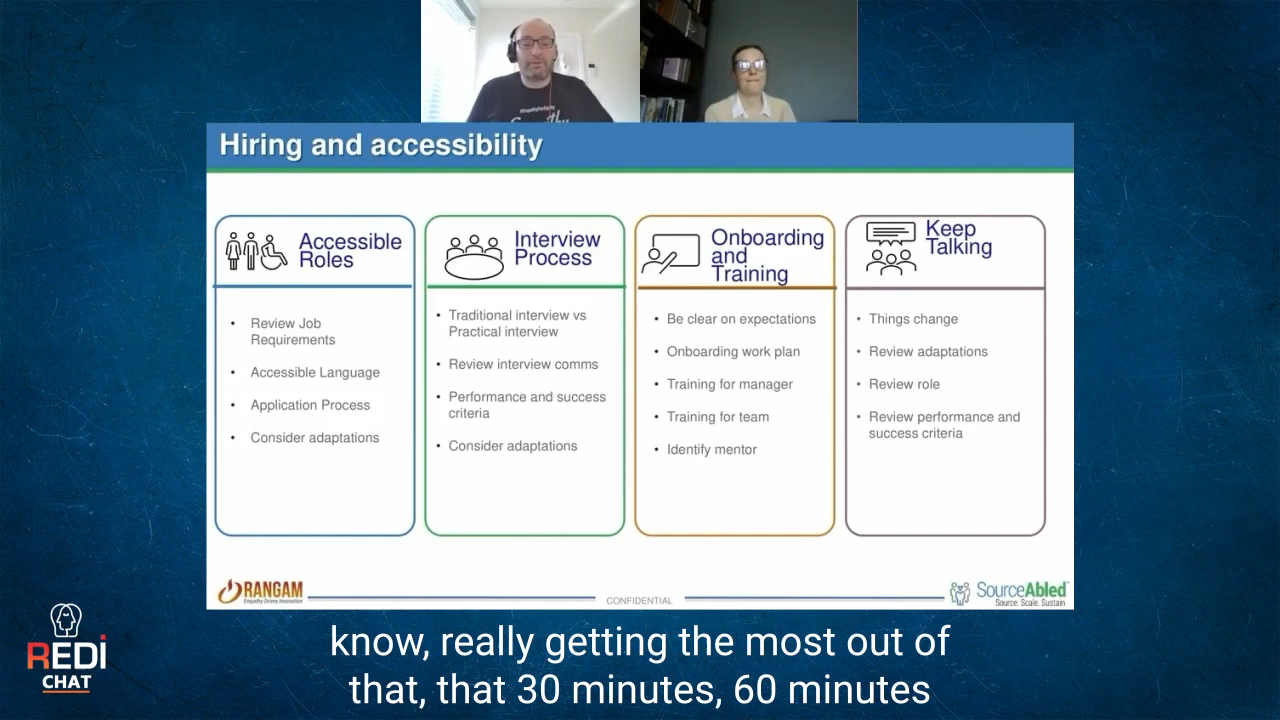 Hiring and accessibility
Accessible
Roles
• Review Job
Requirements
• Accessible Language
• Application Process
• Consider adaptations
Interview
Process
• Traditional interview vs
Practical interview
• Review interview comms
• Performance and success
criteria
• Consider adaptations
Onboarding
and
Training
• Be clear on expectations
• Onboarding work plan
• Training for manager
• Training for team
• Identify mentor
Keep
Talking
• Things change
• Review adaptations
• Review role
• Review performance and
success criteria
RANGAM
Empathy Drives Innovation
CONFIDENTIAL
SourceAbled
Source. Scale. Sustain
REDi
CHAT
know, really getting the most out of
that, that 30 minutes, 60 minutes